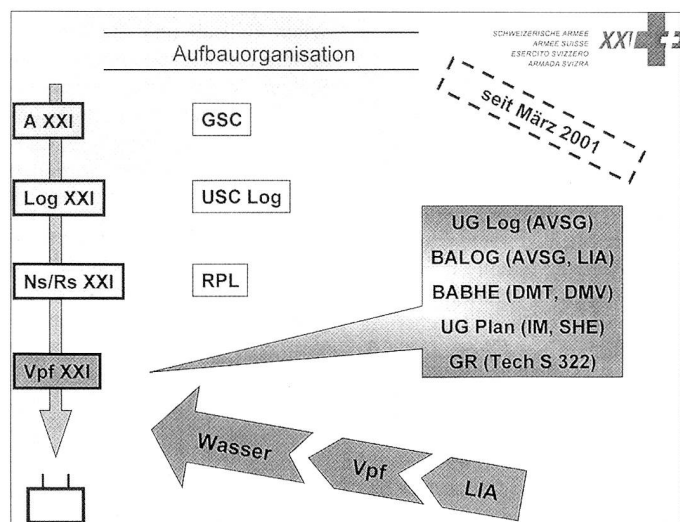 Aufbauorganisation
SCHWEIZERISCHE ARMEE
ARMEE SUISSE
ESERCITO SVIZZERO
ARMADA SVIZRA
XXI
seit März 2001
A XXI
GSC
Log XXI
USC Log
Ns/Rs XXI
RPL
Vpf XXI
UG Log (AVSG)
BALOG (AVSG, LIA)
BABHE (DMT, DMV)
UG Plan (IM, SHE)
GR (Tech S 322)
Wasser
Vpf
LIA